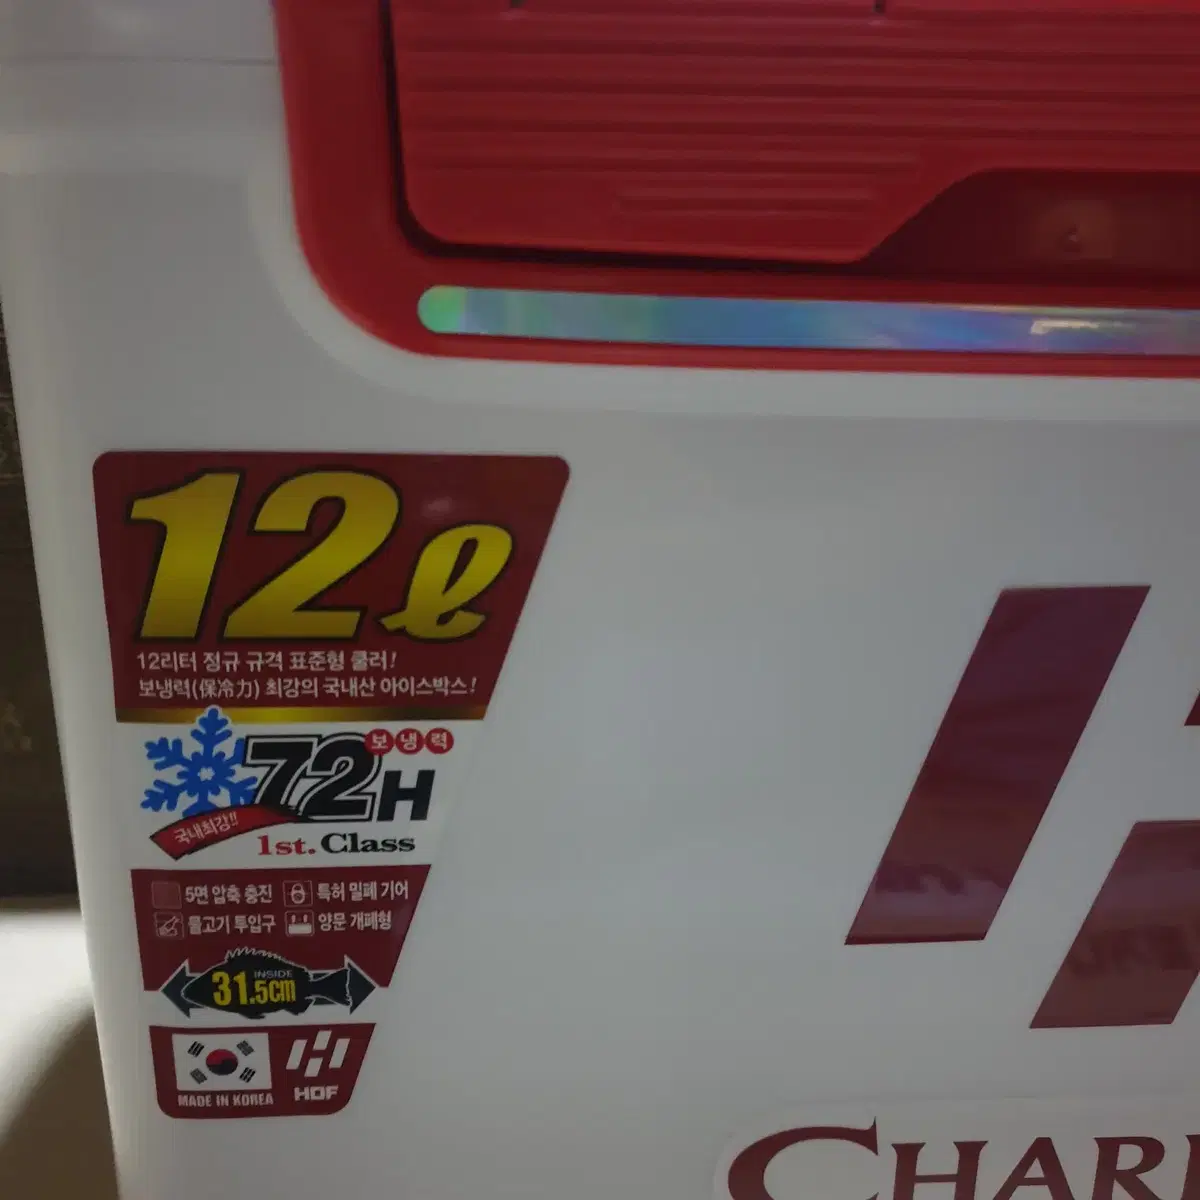 12ℓ
12리터 정규 규격 표준형 쿨러!
보냉력(保冷力) 최강의 국내산 아이스박스!
보냉력
72H
국내최강!!
1st. Class
5면 압축 충진 특허 밀폐 기어
물고기 투입구 양문 개폐형
INSIDE
31.5cm
MADE IN KOREA
HDF
CHAR